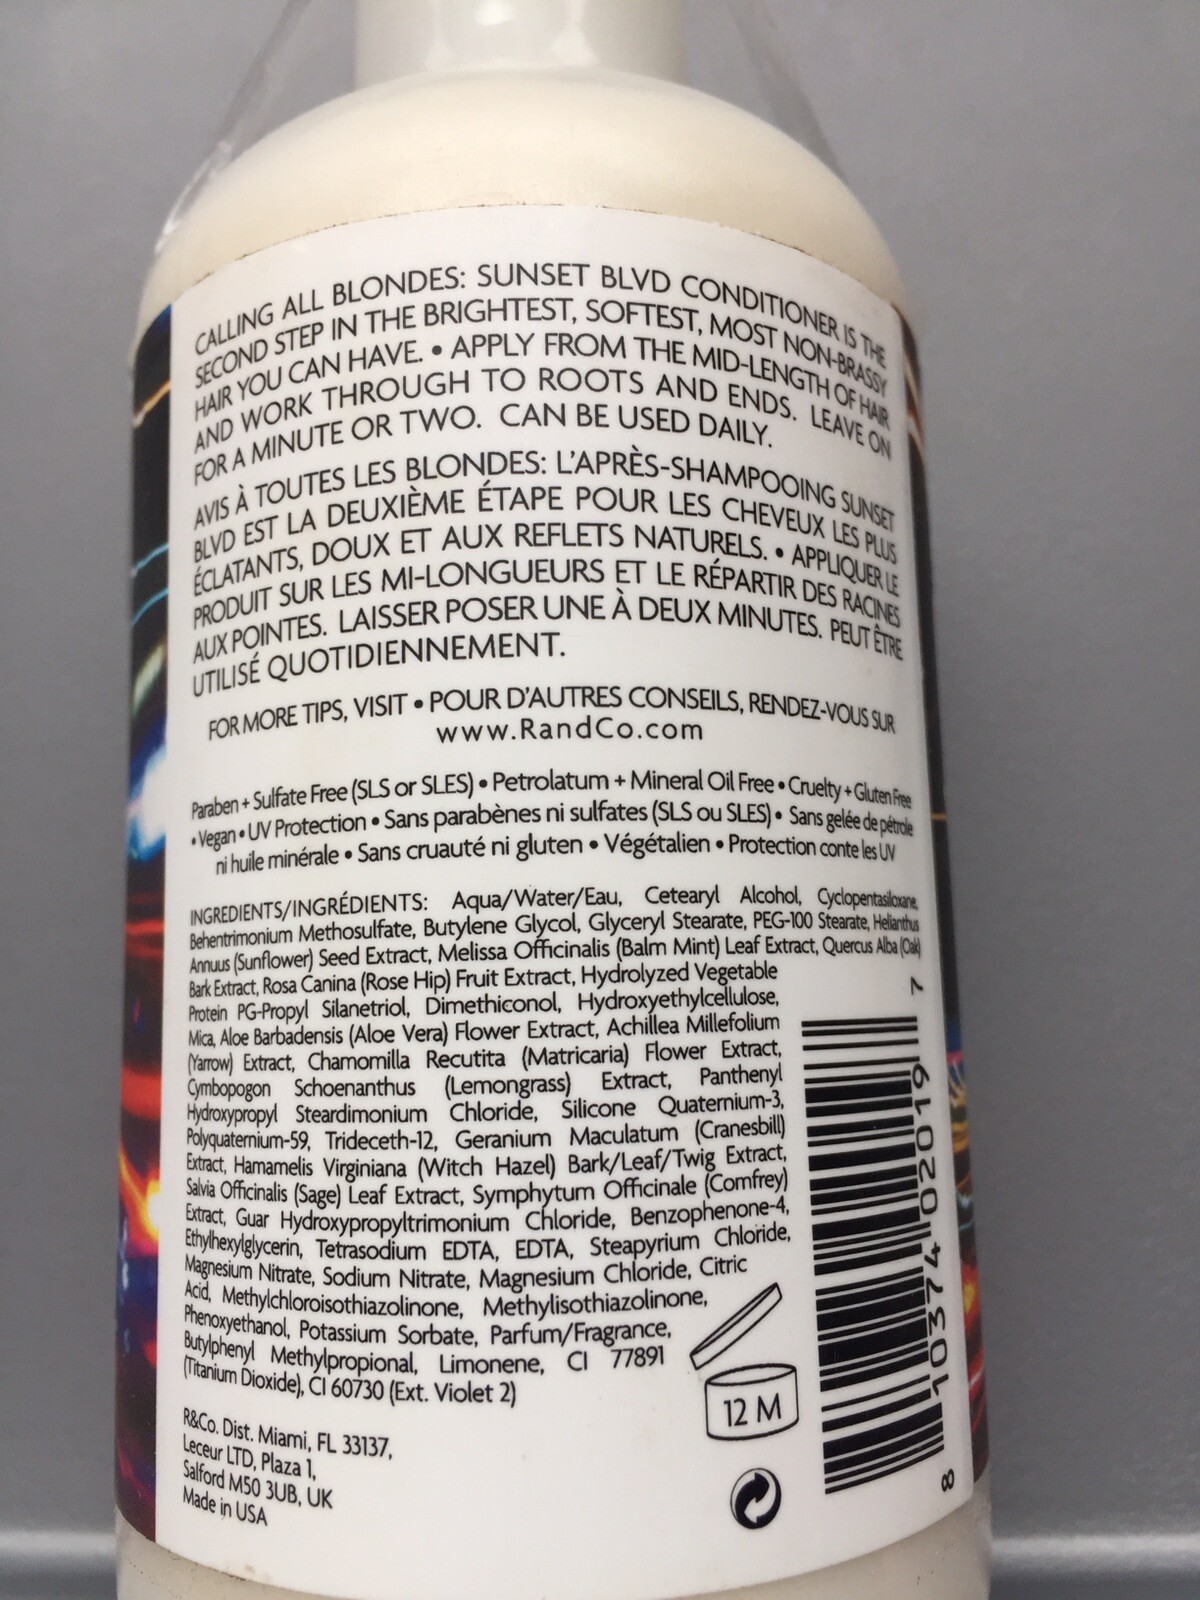 CALLING ALL BLONDES: SUNSET BLVD CONDITIONER IS THE
SECOND STEP IN THE BRIGHTEST, SOFTEST, MOST NON-BRASSY
HAIR YOU CAN HAVE. • APPLY FROM THE MID-LENGTH OF HAIR
AND WORK THROUGH TO ROOTS AND ENDS. LEAVE ON
FOR A MINUTE OR TWO. CAN BE USED DAILY.
AVIS À TOUTES LES BLONDES: L'APRÈS-SHAMPOOING SUNSET
BLVD EST LA DEUXIÈME ÉTAPE POUR LES CHEVEUX LES PLUS
ÉCLATANTS, DOUX ET AUX REFLETS NATURELS. • APPLIQUER LE
PRODUIT SUR LES MI-LONGUEURS ET LE RÉPARTIR DES RACINES
AUX POINTES. LAISSER POSER UNE À DEUX MINUTES. PEUT ÊTRE
UTILISÉ QUOTIDIENNEMENT.
FOR MORE TIPS, VISIT • POUR D'AUTRES CONSEILS, RENDEZ-VOUS SUR
www.RandCo.com
Paraben + Sulfate Free (SLS or SLES) • Petrolatum + Mineral Oil Free • Cruelty + Gluten Free
• Vegan • UV Protection • Sans parabènes ni sulfates (SLS ou SLES) • Sans gelée de pétrole
ni huile minérale • Sans cruauté ni gluten • Végétalien • Protection conte les UV
INGREDIENTS/INGRÉDIENTS: Aqua/Water/Eau, Cetearyl Alcohol, Cyclopentasiloxane,
Behentrimonium Methosulfate, Butylene Glycol, Glyceryl Stearate, PEG-100 Stearate, Helianthus
Annuus (Sunflower) Seed Extract, Melissa Officinalis (Balm Mint) Leaf Extract, Quercus Alba (Oak)
Bark Extract, Rosa Canina (Rose Hip) Fruit Extract, Hydrolyzed Vegetable
Protein PG-Propyl Silanetriol, Dimethiconol, Hydroxyethylcellulose,
Mica, Aloe Barbadensis (Aloe Vera) Flower Extract, Achillea Millefolium
(Yarrow) Extract, Chamomilla Recutita (Matricaria) Flower Extract,
Cymbopogon Schoenanthus (Lemongrass) Extract, Panthenyl
Hydroxypropyl Steardimonium Chloride, Silicone Quaternium-3,
Polyquaternium-59, Trideceth-12, Geranium Maculatum (Cranesbill)
Extract, Hamamelis Virginiana (Witch Hazel) Bark/Leaf/Twig Extract,
Salvia Officinalis (Sage) Leaf Extract, Symphytum Officinale (Comfrey)
Extract, Guar Hydroxypropyltrimonium Chloride, Benzophenone-4,
Ethylhexylglycerin, Tetrasodium EDTA, EDTA, Steapyrium Chloride,
Magnesium Nitrate, Sodium Nitrate, Magnesium Chloride, Citric
Acid, Methylchloroisothiazolinone, Methylisothiazolinone,
Phenoxyethanol, Potassium Sorbate, Parfum/Fragrance,
Butylphenyl Methylpropional, Limonene, CI 77891
(Titanium Dioxide), CI 60730 (Ext. Violet 2)
R&Co. Dist. Miami, FL 33137,
Leceur LTD, Plaza 1,
Salford M50 3UB, UK
Made in USA
12 M
8 10374 02019 7